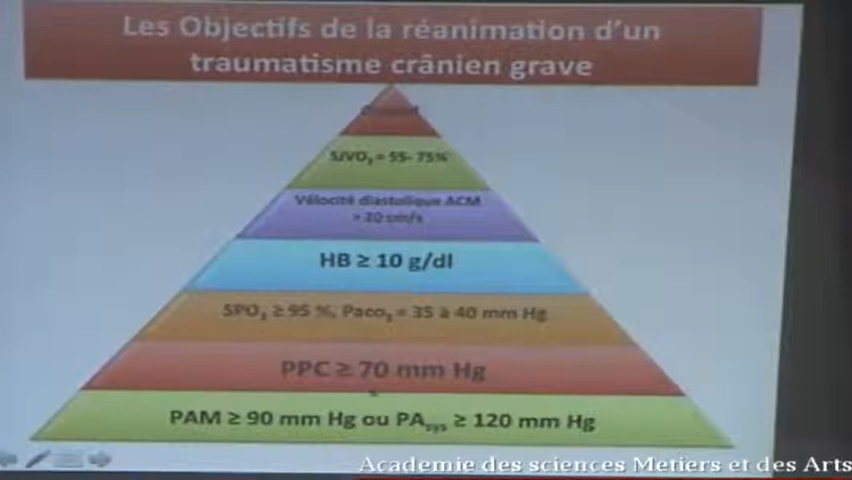 Les Objectifs de la réanimation d'un
traumatisme crânien grave
SJVO₂ = 55- 75%
Vélocité diastolique ACM
> 20 cm/s
HB ≥ 10 g/dl
SPO₂ ≥ 95 %, Paco₂ = 35 à 40 mm Hg
PPC ≥ 70 mm Hg
PAM ≥ 90 mm Hg ou PAsys ≥ 120 mm Hg
Academie des sciences Metiers et des Arts